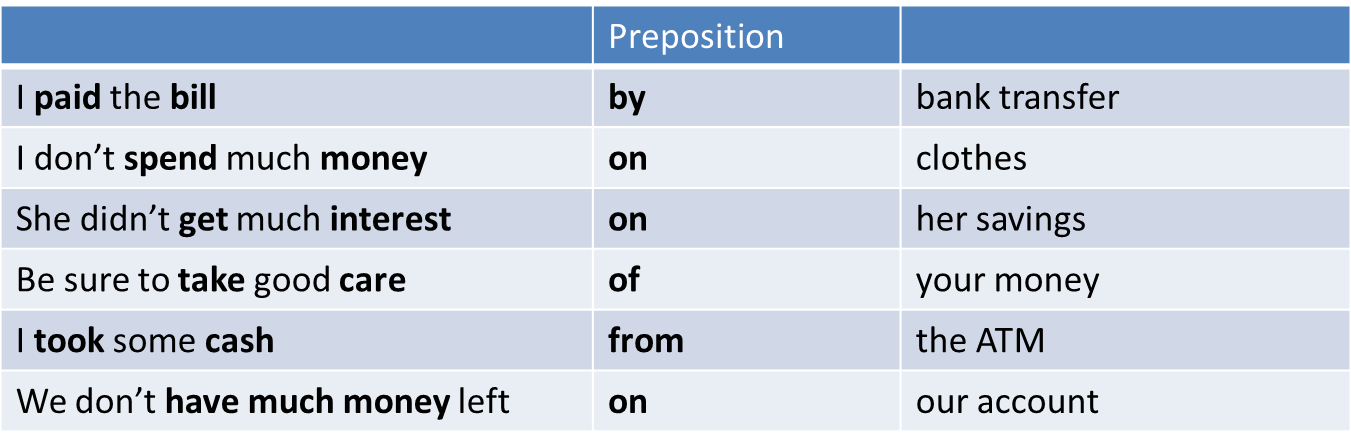 Preposition
I paid the bill by bank transfer
I don’t spend much money on clothes
She didn’t get much interest on her savings
Be sure to take good care of your money
I took some cash from the ATM
We don’t have much money left on our account